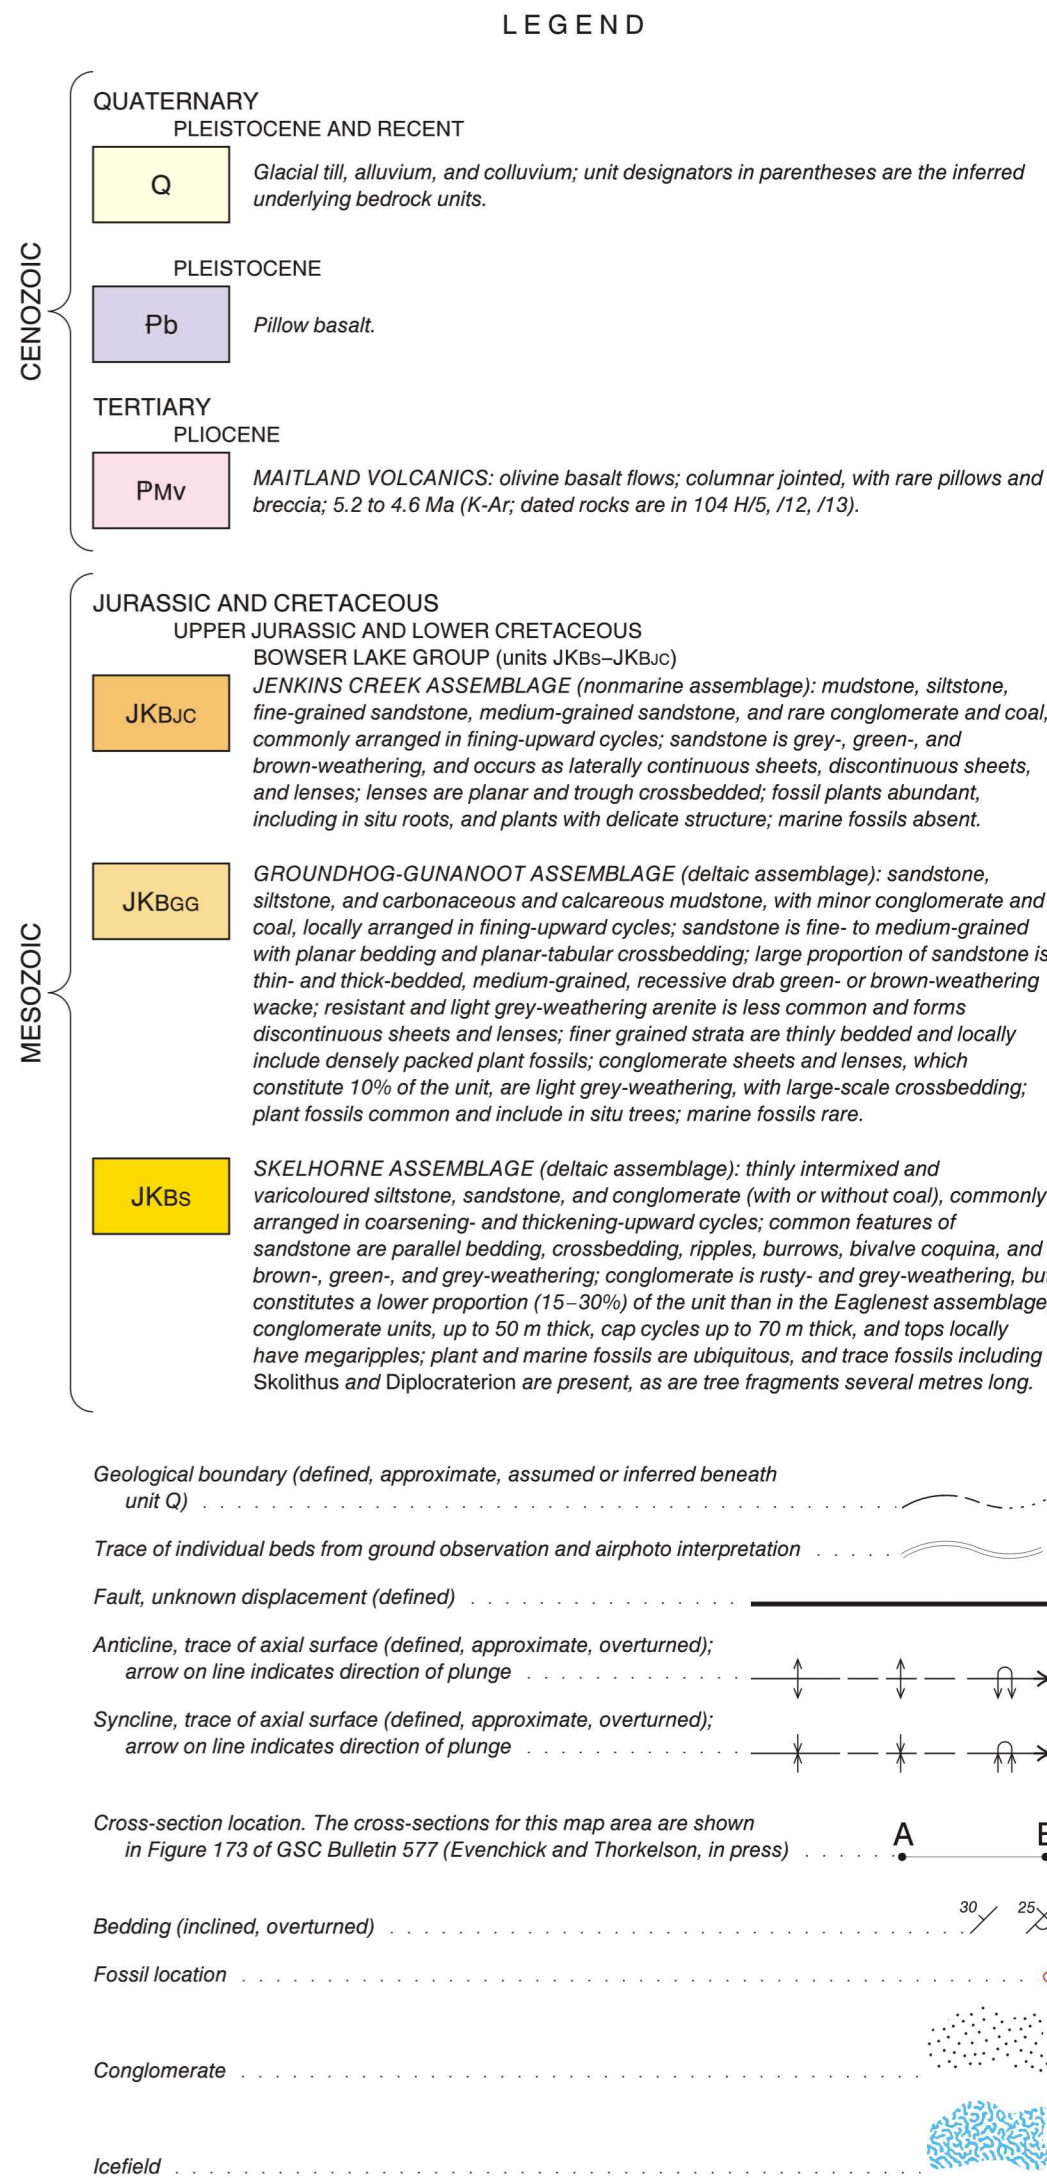 LEGEND
CENOZOIC
QUATERNARY
PLEISTOCENE AND RECENT
Q
Glacial till, alluvium, and colluvium; unit designators in parentheses are the inferred
underlying bedrock units.
PLEISTOCENE
Pb
Pillow basalt.
TERTIARY
PLIOCENE
PMv
MAITLAND VOLCANICS: olivine basalt flows; columnar jointed, with rare pillows and
breccia; 5.2 to 4.6 Ma (K-Ar; dated rocks are in 104 H/5, /12, /13).
MESOZOIC
JURASSIC AND CRETACEOUS
UPPER JURASSIC AND LOWER CRETACEOUS
BOWSER LAKE GROUP (units JKBS–JKBJC)
JKBJC
JENKINS CREEK ASSEMBLAGE (nonmarine assemblage): mudstone, siltstone,
fine-grained sandstone, medium-grained sandstone, and rare conglomerate and coal,
commonly arranged in fining-upward cycles; sandstone is grey-, green-, and
brown-weathering, and occurs as laterally continuous sheets, discontinuous sheets,
and lenses; lenses are planar and trough crossbedded; fossil plants abundant,
including in situ roots, and plants with delicate structure; marine fossils absent.
JKBGG
GROUNDHOG-GUNANOOT ASSEMBLAGE (deltaic assemblage): sandstone,
siltstone, and carbonaceous and calcareous mudstone, with minor conglomerate and
coal, locally arranged in fining-upward cycles; sandstone is fine- to medium-grained
with planar bedding and planar-tabular crossbedding; large proportion of sandstone is
thin- and thick-bedded, medium-grained, recessive drab green- or brown-weathering
wacke; resistant and light grey-weathering arenite is less common and forms
discontinuous sheets and lenses; finer grained strata are thinly bedded and locally
include densely packed plant fossils; conglomerate sheets and lenses, which
constitute 10% of the unit, are light grey-weathering, with large-scale crossbedding;
plant fossils common and include in situ trees; marine fossils rare.
JKBS
SKELHORNE ASSEMBLAGE (deltaic assemblage): thinly intermixed and
varicoloured siltstone, sandstone, and conglomerate (with or without coal), commonly
arranged in coarsening- and thickening-upward cycles; common features of
sandstone are parallel bedding, crossbedding, ripples, burrows, bivalve coquina, and
brown-, green-, and grey-weathering; conglomerate is rusty- and grey-weathering, but
constitutes a lower proportion (15–30%) of the unit than in the Eaglenest assemblage;
conglomerate units, up to 50 m thick, cap cycles up to 70 m thick, and tops locally
have megaripples; plant and marine fossils are ubiquitous, and trace fossils including
Skolithus and Diplocraterion are present, as are tree fragments several metres long.
Geological boundary (defined, approximate, assumed or inferred beneath
unit Q)
Trace of individual beds from ground observation and airphoto interpretation
Fault, unknown displacement (defined)
Anticline, trace of axial surface (defined, approximate, overturned);
arrow on line indicates direction of plunge
Syncline, trace of axial surface (defined, approximate, overturned);
arrow on line indicates direction of plunge
Cross-section location. The cross-sections for this map area are shown
in Figure 173 of GSC Bulletin 577 (Evenchick and Thorkelson, in press)
A
Bedding (inclined, overturned)
30 25
Fossil location
Conglomerate
Icefield